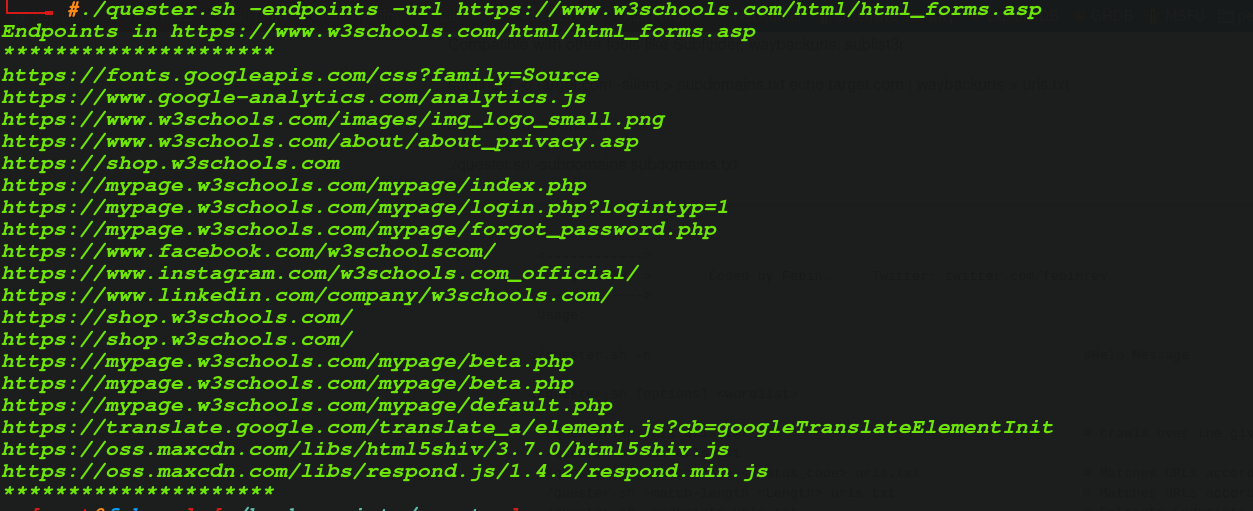 #./quester.sh -endpoints -url https://www.w3schools.com/html/html_forms.asp
Endpoints in https://www.w3schools.com/html/html_forms.asp
*********************
https://fonts.googleapis.com/css?family=Source
https://www.google-analytics.com/analytics.js
https://www.w3schools.com/images/img_logo_small.png
https://www.w3schools.com/about/about_privacy.asp
https://shop.w3schools.com
https://mypage.w3schools.com/mypage/index.php
https://mypage.w3schools.com/mypage/login.php?logintyp=1
https://mypage.w3schools.com/mypage/forgot_password.php
https://www.facebook.com/w3schoolscom/
https://www.instagram.com/w3schools.com_official/
https://www.linkedin.com/company/w3schools.com/
https://shop.w3schools.com/
https://shop.w3schools.com/
https://mypage.w3schools.com/mypage/beta.php
https://mypage.w3schools.com/mypage/beta.php
https://mypage.w3schools.com/mypage/default.php
https://translate.google.com/translate_a/element.js?cb=googleTranslateElementInit
https://oss.maxcdn.com/libs/html5shiv/3.7.0/html5shiv.js
https://oss.maxcdn.com/libs/respond.js/1.4.2/respond.min.js
*********************